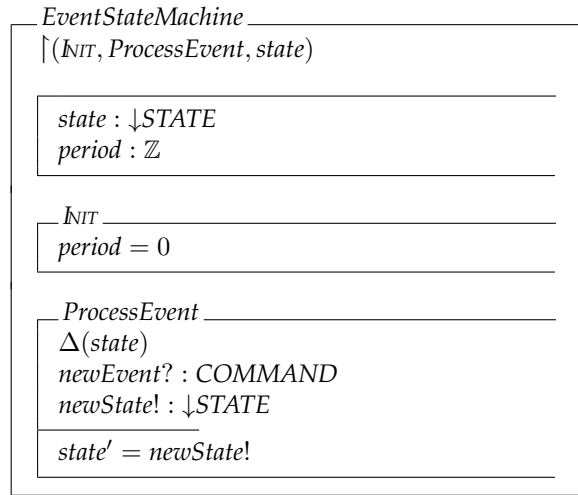 EventStateMachine
↾(INIT, ProcessEvent, state)
state : ↓STATE
period : ℤ
INIT
period = 0
ProcessEvent
Δ(state)
newEvent? : COMMAND
newState! : ↓STATE
state′ = newState!